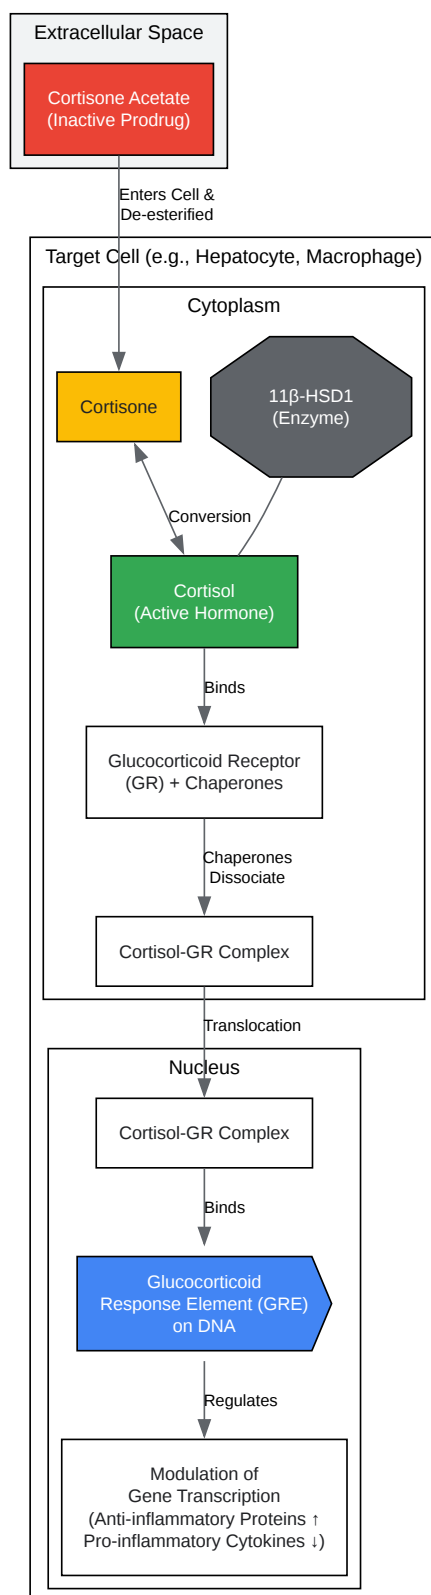 Extracellular Space
Cortisone Acetate
(Inactive Prodrug)
Enters Cell &
De-esterified
Target Cell (e.g., Hepatocyte, Macrophage)
Cytoplasm
Cortisone
11β-HSD1
(Enzyme)
Conversion
Cortisol
(Active Hormone)
Binds
Glucocorticoid Receptor
(GR) + Chaperones
Chaperones
Dissociate
Cortisol-GR Complex
Translocation
Nucleus
Cortisol-GR Complex
Binds
Glucocorticoid
Response Element (GRE)
on DNA
Regulates
Modulation of
Gene Transcription
(Anti-inflammatory Proteins ↑
Pro-inflammatory Cytokines ↓)